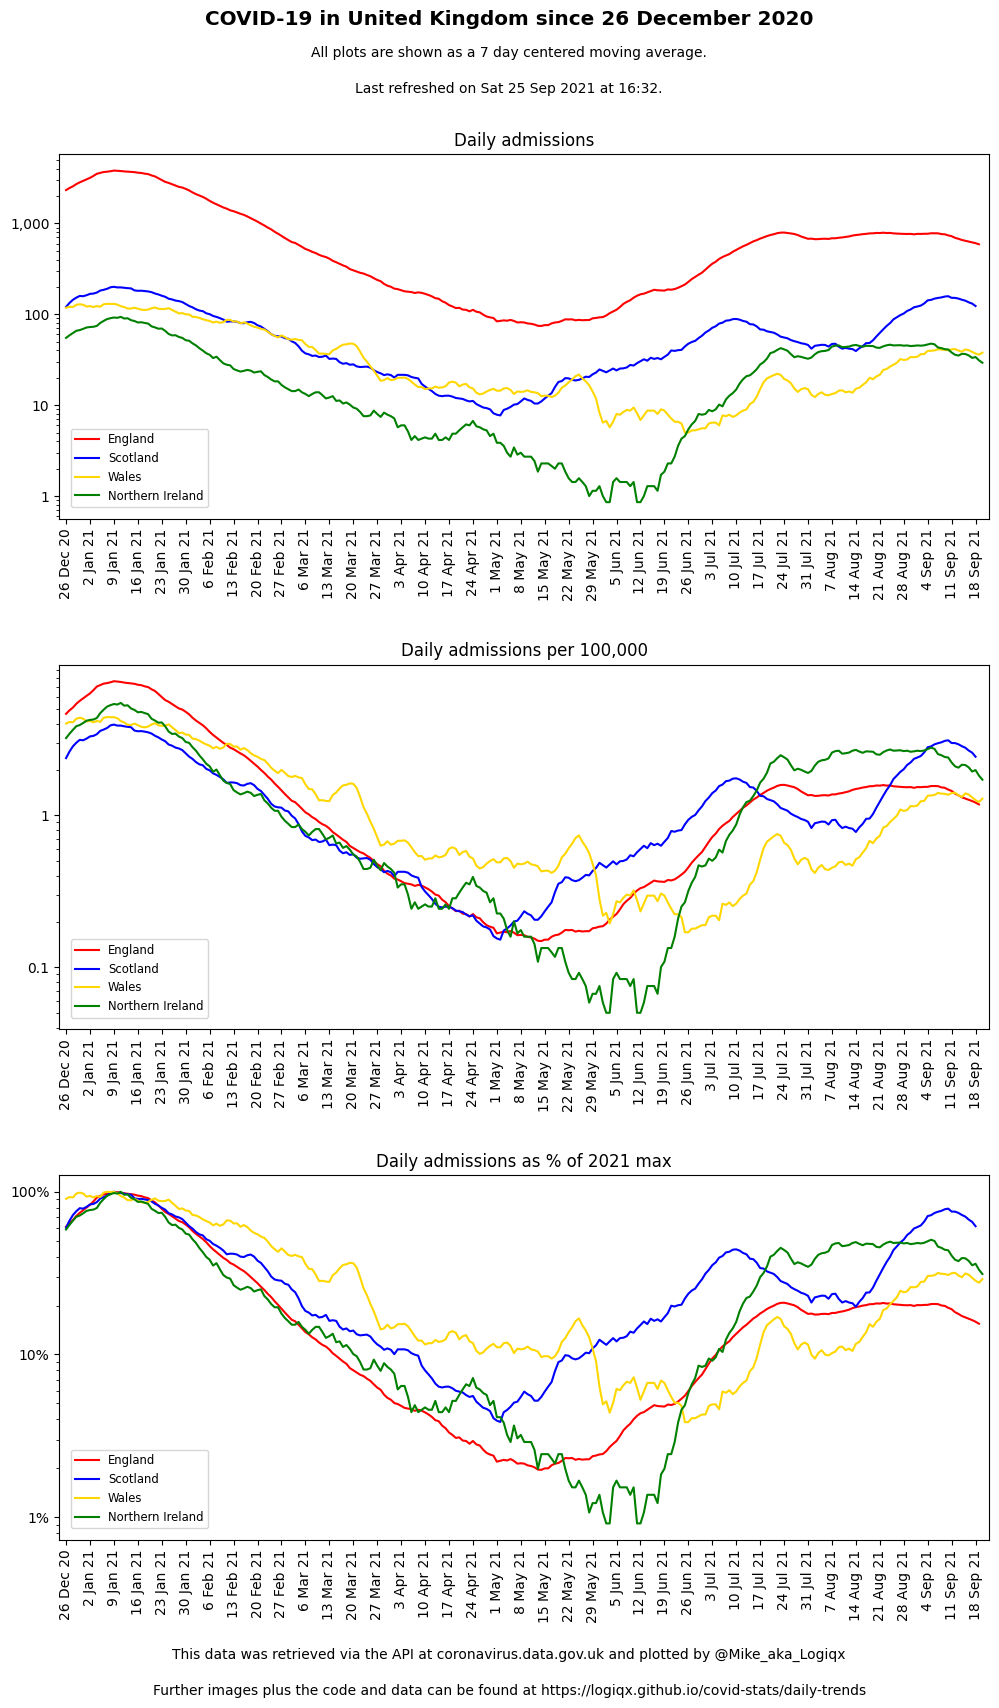 COVID-19 in United Kingdom since 26 December 2020
All plots are shown as a 7 day centered moving average.
Last refreshed on Sat 25 Sep 2021 at 16:32.
Daily admissions
1,000
100
10
1
England
Scotland
Wales
Northern Ireland
26 Dec 20
2 Jan 21
9 Jan 21
16 Jan 21
23 Jan 21
30 Jan 21
6 Feb 21
13 Feb 21
20 Feb 21
27 Feb 21
6 Mar 21
13 Mar 21
20 Mar 21
27 Mar 21
3 Apr 21
10 Apr 21
17 Apr 21
24 Apr 21
1 May 21
8 May 21
15 May 21
22 May 21
29 May 21
5 Jun 21
12 Jun 21
19 Jun 21
26 Jun 21
3 Jul 21
10 Jul 21
17 Jul 21
24 Jul 21
31 Jul 21
7 Aug 21
14 Aug 21
21 Aug 21
28 Aug 21
4 Sep 21
11 Sep 21
18 Sep 21
Daily admissions per 100,000
1
0.1
England
Scotland
Wales
Northern Ireland
26 Dec 20
2 Jan 21
9 Jan 21
16 Jan 21
23 Jan 21
30 Jan 21
6 Feb 21
13 Feb 21
20 Feb 21
27 Feb 21
6 Mar 21
13 Mar 21
20 Mar 21
27 Mar 21
3 Apr 21
10 Apr 21
17 Apr 21
24 Apr 21
1 May 21
8 May 21
15 May 21
22 May 21
29 May 21
5 Jun 21
12 Jun 21
19 Jun 21
26 Jun 21
3 Jul 21
10 Jul 21
17 Jul 21
24 Jul 21
31 Jul 21
7 Aug 21
14 Aug 21
21 Aug 21
28 Aug 21
4 Sep 21
11 Sep 21
18 Sep 21
Daily admissions as % of 2021 max
100%
10%
1%
England
Scotland
Wales
Northern Ireland
26 Dec 20
2 Jan 21
9 Jan 21
16 Jan 21
23 Jan 21
30 Jan 21
6 Feb 21
13 Feb 21
20 Feb 21
27 Feb 21
6 Mar 21
13 Mar 21
20 Mar 21
27 Mar 21
3 Apr 21
10 Apr 21
17 Apr 21
24 Apr 21
1 May 21
8 May 21
15 May 21
22 May 21
29 May 21
5 Jun 21
12 Jun 21
19 Jun 21
26 Jun 21
3 Jul 21
10 Jul 21
17 Jul 21
24 Jul 21
31 Jul 21
7 Aug 21
14 Aug 21
21 Aug 21
28 Aug 21
4 Sep 21
11 Sep 21
18 Sep 21
This data was retrieved via the API at coronavirus.data.gov.uk and plotted by @Mike_aka_Logiqx
Further images plus the code and data can be found at https://logiqx.github.io/covid-stats/daily-trends